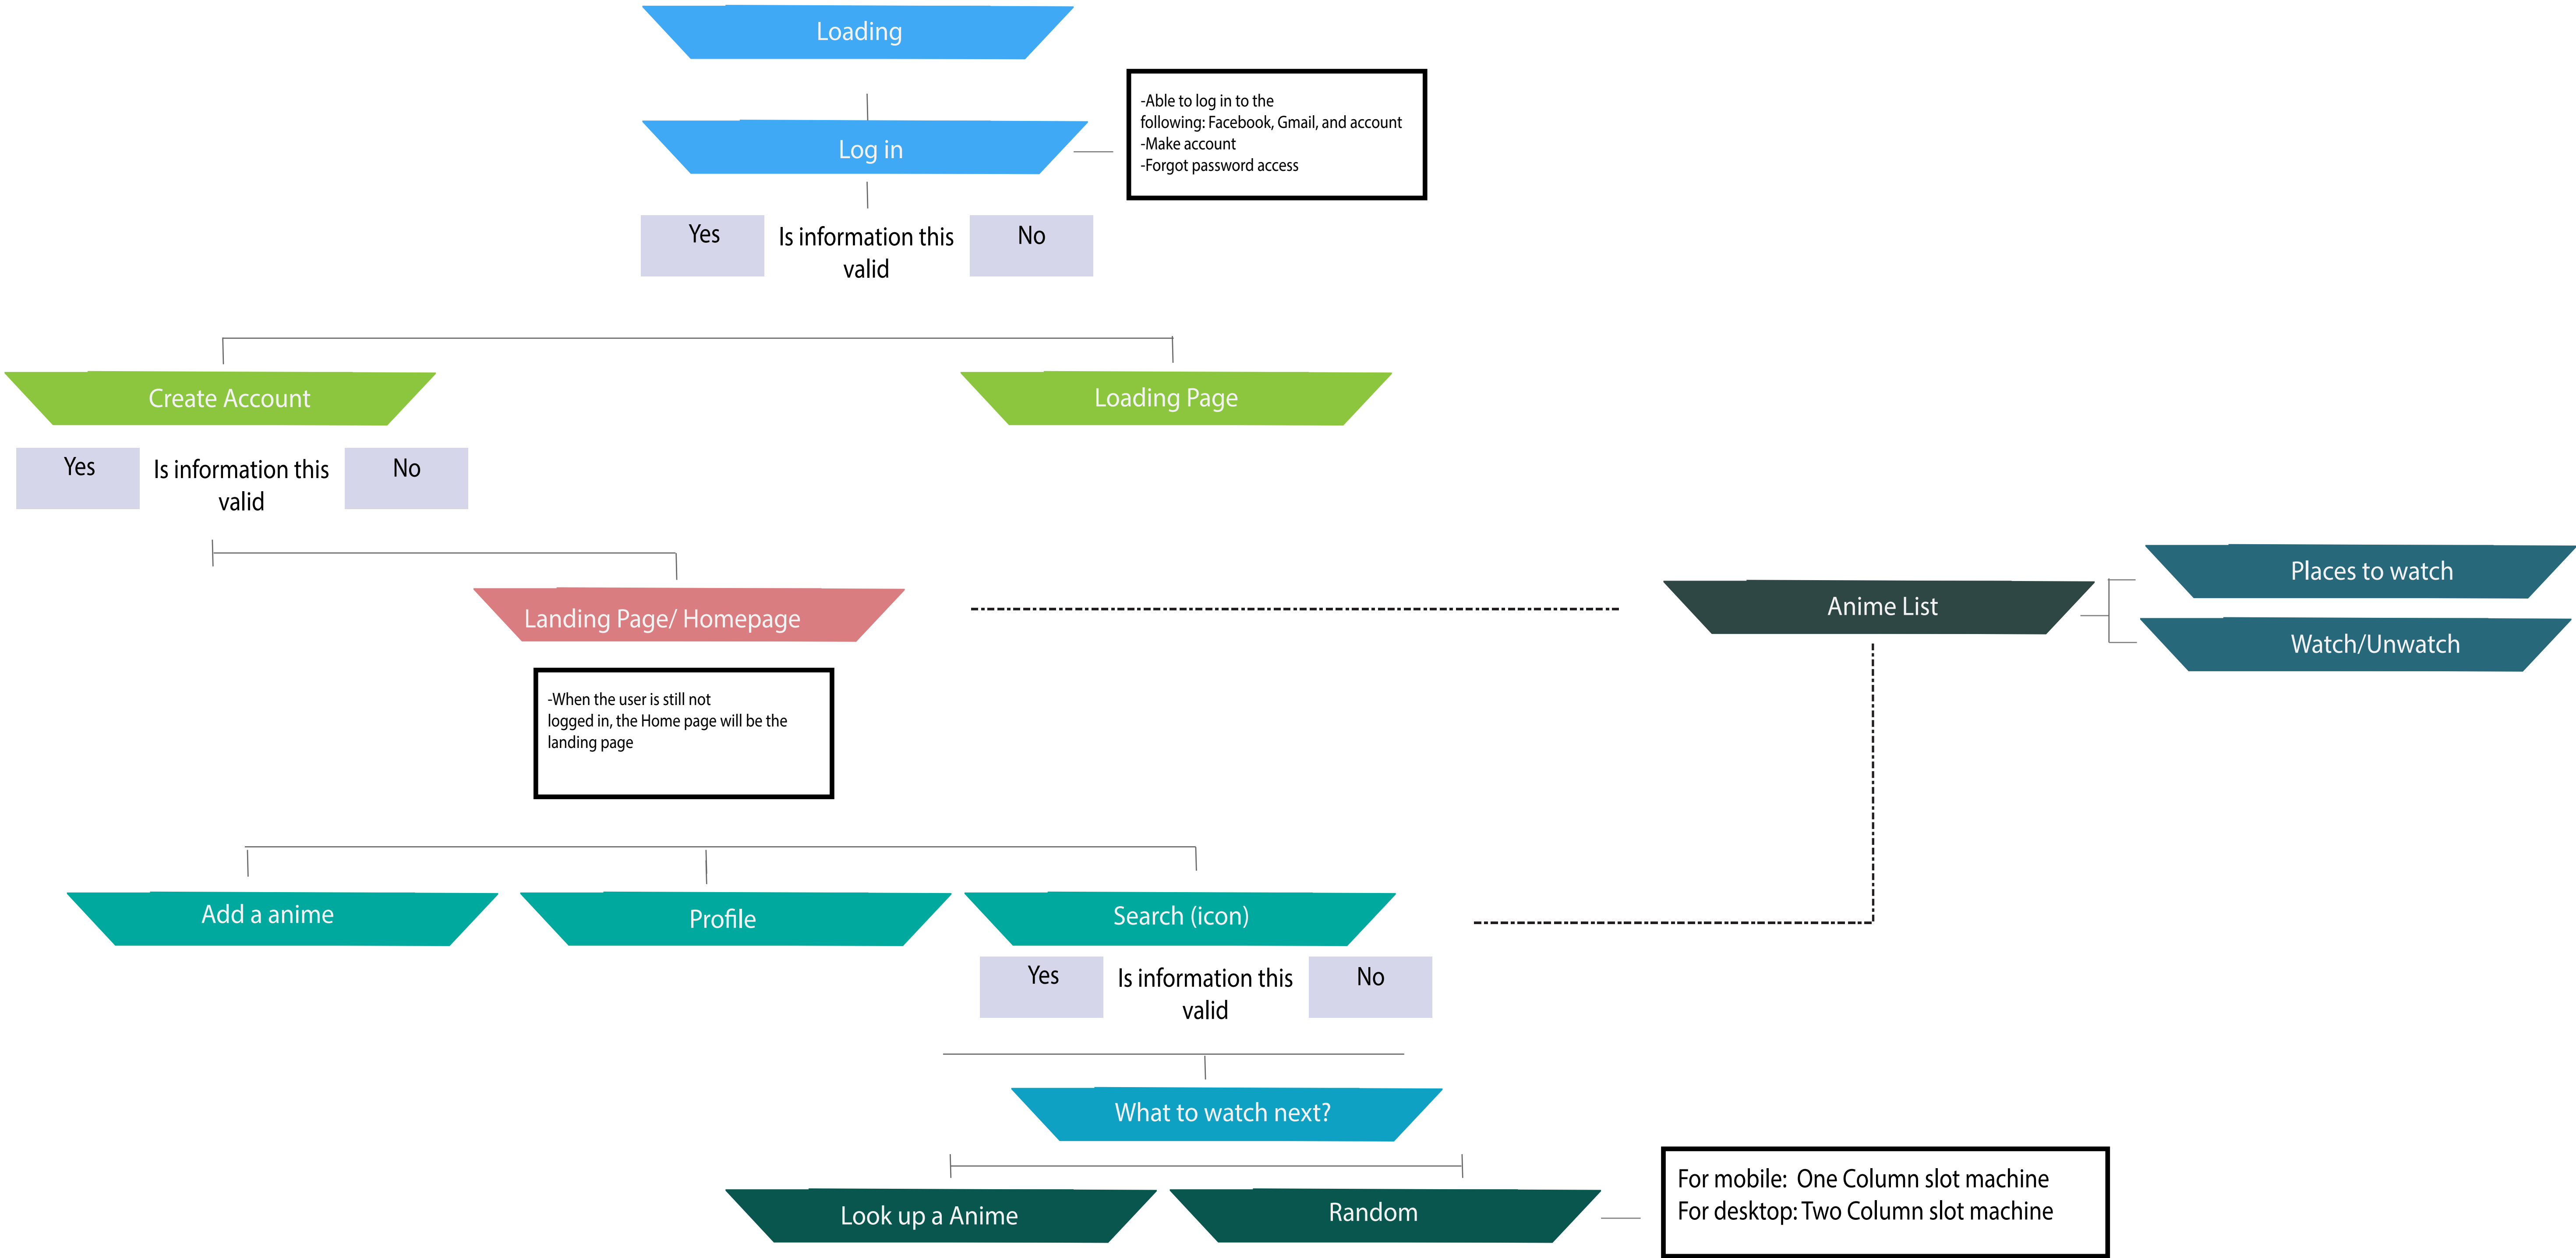 Loading
-Able to log in to the
following: Facebook, Gmail, and account
-Make account
-Forgot password access
Log in
Yes
Is information this
valid
No
Create Account
Loading Page
Yes
Is information this
valid
No
Landing Page/ Homepage
Anime List
Places to watch
Watch/Unwatch
-When the user is still not
logged in, the Home page will be the
landing page
Add a anime
Profile
Search (icon)
Yes
Is information this
valid
No
What to watch next?
Look up a Anime
Random
For mobile: One Column slot machine
For desktop: Two Column slot machine